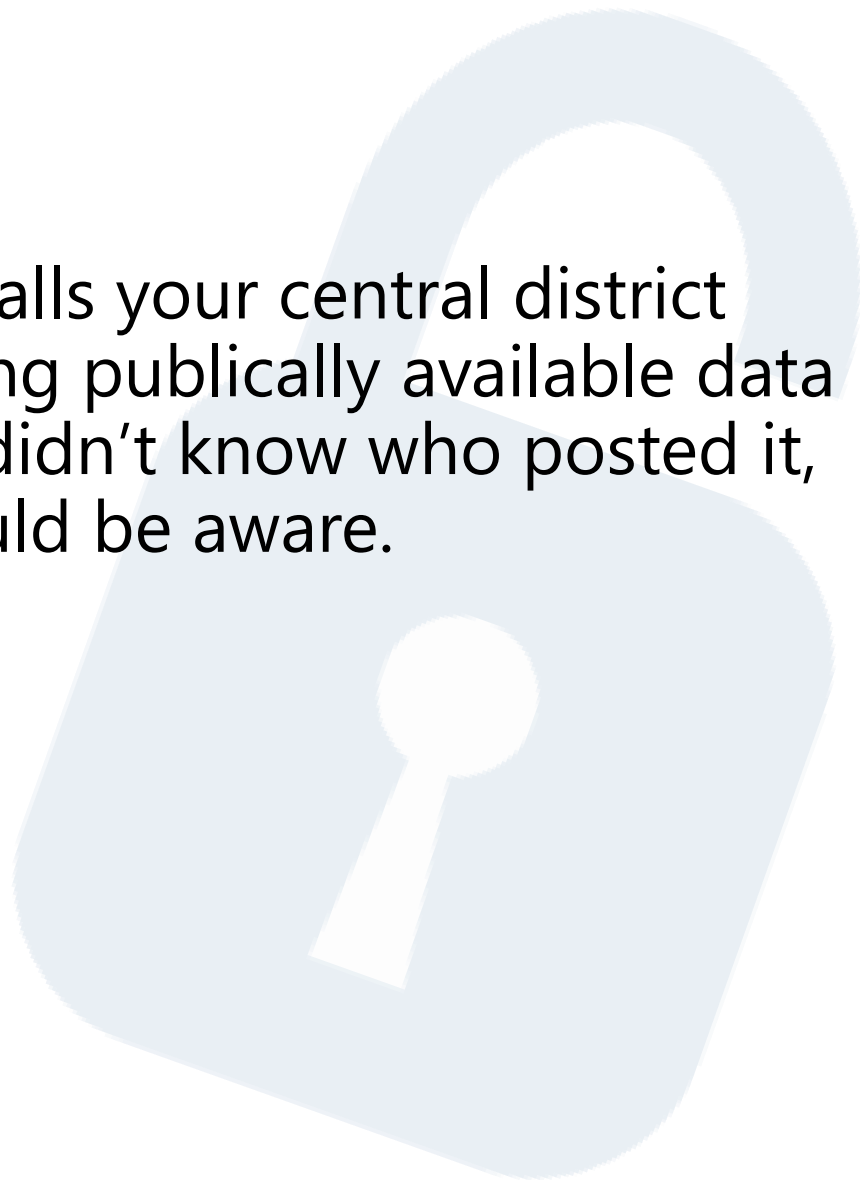 alls your central district
ng publically available data
didn’t know who posted it,
uld be aware.